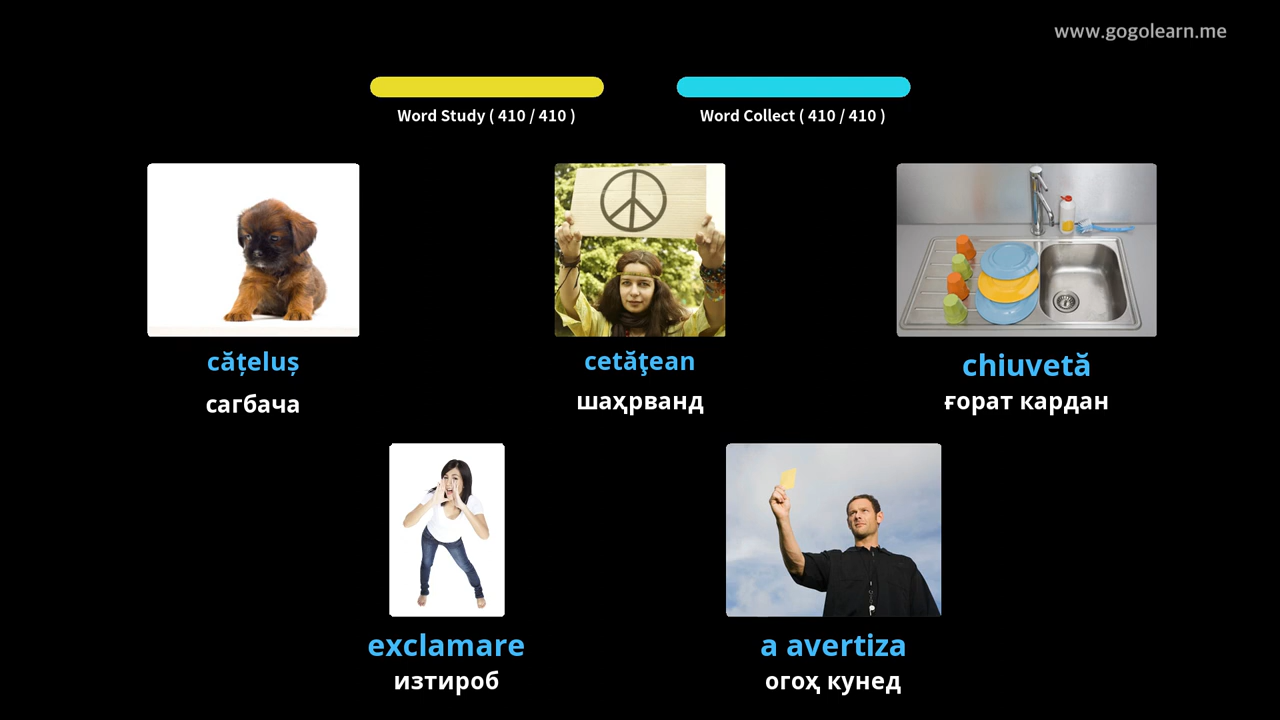 www.gogolearn.me
Word Study ( 410 / 410 )
Word Collect ( 410 / 410 )
cățeluș
cetăţean
chiuvetă
сагбача
шаҳрванд
ғорат кардан
exclamare
a avertiza
изтироб
огоҳ кунед